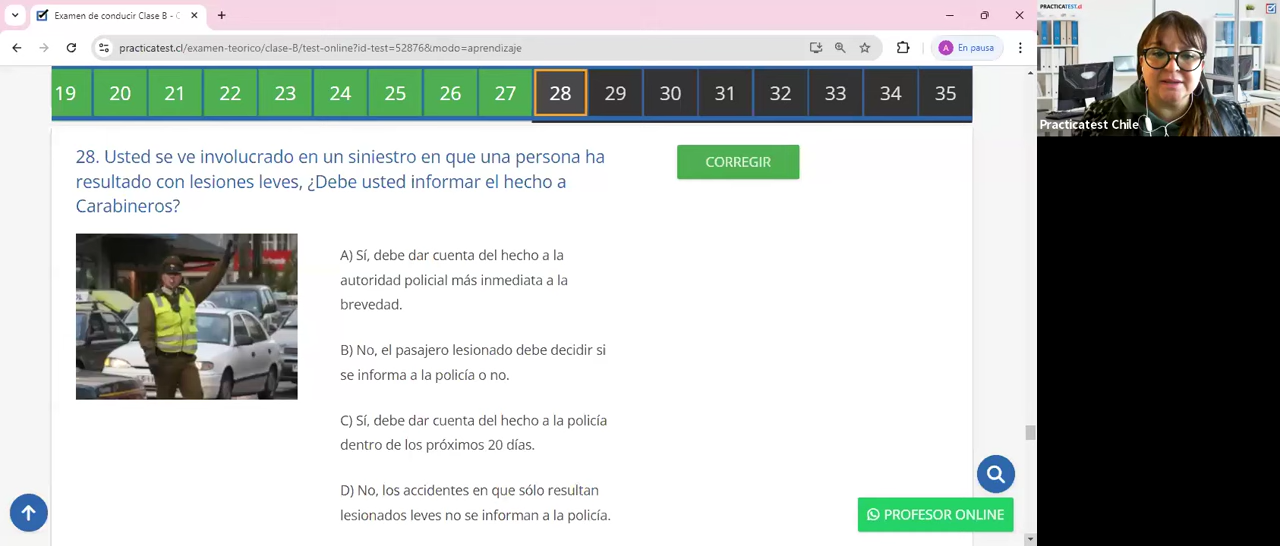 Examen de conducir Clase B - C
practicatest.cl/examen-teorico/clase-B/test-online?id-test=52876&modo=aprendizaje
A
En pausa
PRACTICATEST.cl
Practicatest Chile
19 20 21 22 23 24 25 26 27 28 29 30 31 32 33 34 35
28. Usted se ve involucrado en un siniestro en que una persona ha
resultado con lesiones leves, ¿Debe usted informar el hecho a
Carabineros?
CORREGIR
A) Sí, debe dar cuenta del hecho a la
autoridad policial más inmediata a la
brevedad.
B) No, el pasajero lesionado debe decidir si
se informa a la policía o no.
C) Sí, debe dar cuenta del hecho a la policía
dentro de los próximos 20 días.
D) No, los accidentes en que sólo resultan
lesionados leves no se informan a la policía.
PROFESOR ONLINE